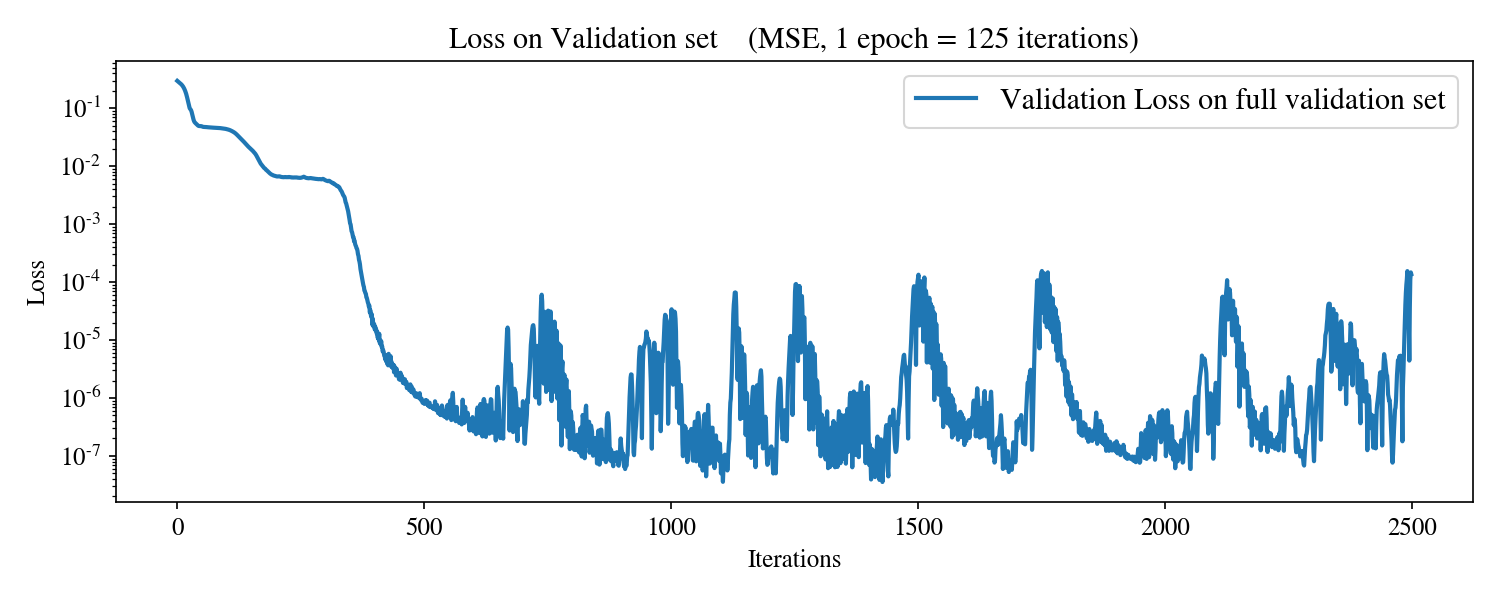 Loss on Validation set (MSE, 1 epoch = 125 iterations)
Validation Loss on full validation set
Loss
10^-1
10^-2
10^-3
10^-4
10^-5
10^-6
10^-7
0 500 1000 1500 2000 2500
Iterations